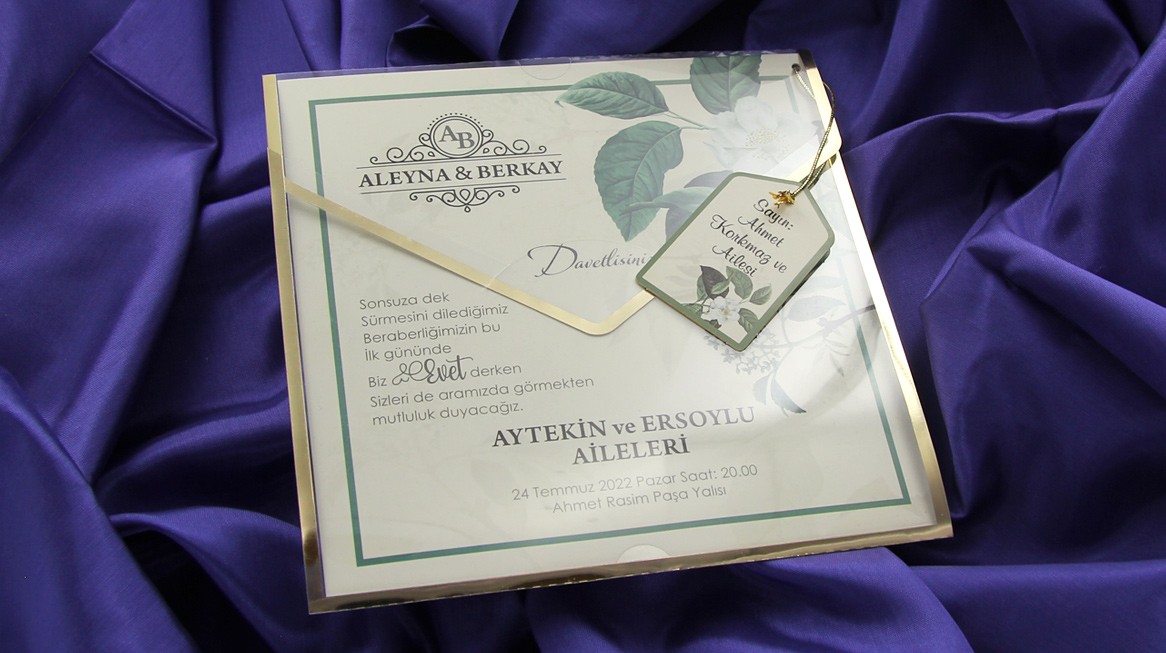 AB
ALEYNA & BERKAY
Davetlisini
Sayın:
Ahmet
Korkmaz ve
Ailesi
Sonsuza dek
Sürmesini dilediğimiz
Beraberliğimizin bu
İlk gününde
Biz Evet derken
Sizleri de aramızda görmekten
mutluluk duyacağız.
AYTEKİN ve ERSOYLU
AİLELERİ
24 Temmuz 2022 Pazar Saat: 20.00
Ahmet Rasim Paşa Yalısı